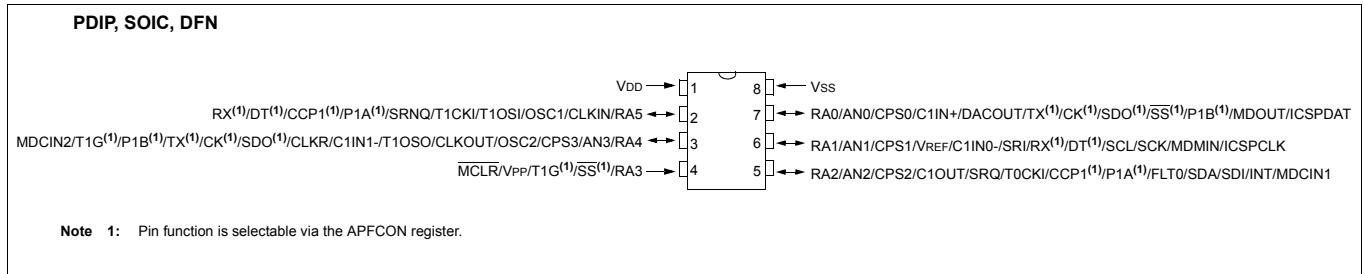 PDIP, SOIC, DFN
VDD 1 8 VSS
RX(1)/DT(1)/CCP1(1)/P1A(1)/SRNQ/T1CKI/T1OSI/OSC1/CLKIN/RA5 2 7 RA0/AN0/CPS0/C1IN+/DACOUT/TX(1)/CK(1)/SDO(1)/SS(1)/P1B(1)/MDOUT/ICSPDAT
MDCIN2/T1G(1)/P1B(1)/TX(1)/CK(1)/SDO(1)/CLKR/C1IN1-/T1OSO/CLKOUT/OSC2/CPS3/AN3/RA4 3 6 RA1/AN1/CPS1/VREF/C1IN0-/SRI/RX(1)/DT(1)/SCL/SCK/MDMIN/ICSPCLK
MCLR/VPP/T1G(1)/SS(1)/RA3 4 5 RA2/AN2/CPS2/C1OUT/SRQ/T0CKI/CCP1(1)/P1A(1)/FLT0/SDA/SDI/INT/MDCIN1
Note 1: Pin function is selectable via the APFCON register.